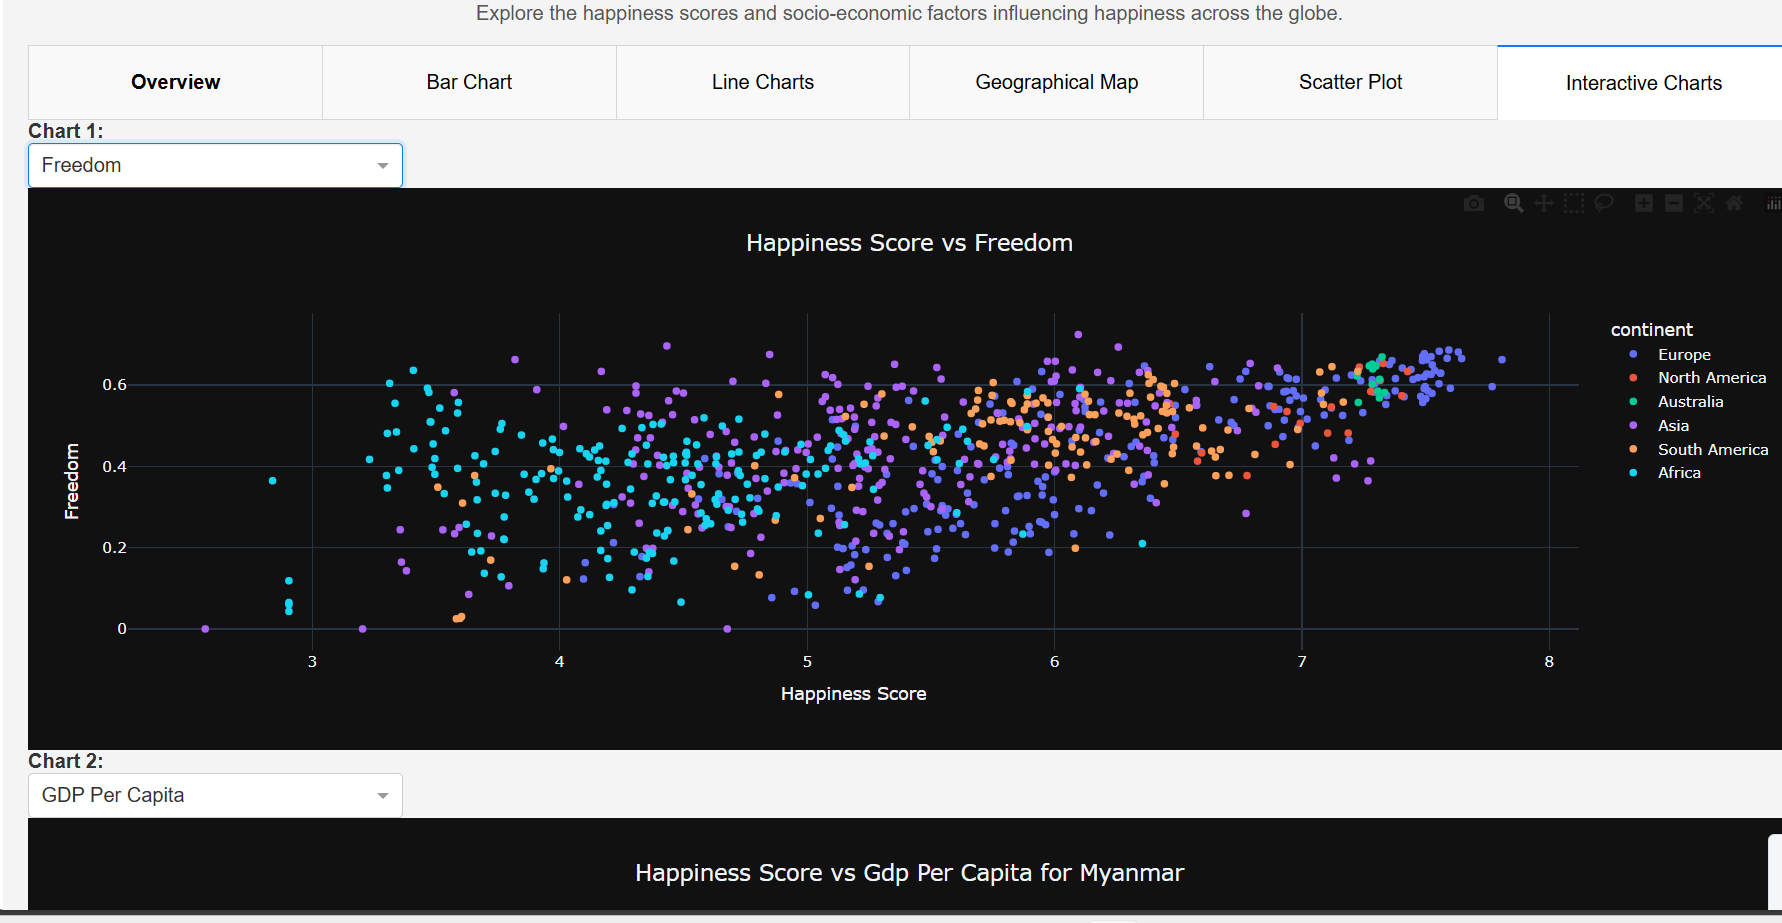 Explore the happiness scores and socio-economic factors influencing happiness across the globe.
Overview
Bar Chart
Line Charts
Geographical Map
Scatter Plot
Interactive Charts
Chart 1:
Freedom
Happiness Score vs Freedom
continent
Europe
North America
Australia
Asia
South America
Africa
Freedom
0.6
0.4
0.2
0
3
4
5
6
7
8
Happiness Score
Chart 2:
GDP Per Capita
Happiness Score vs Gdp Per Capita for Myanmar